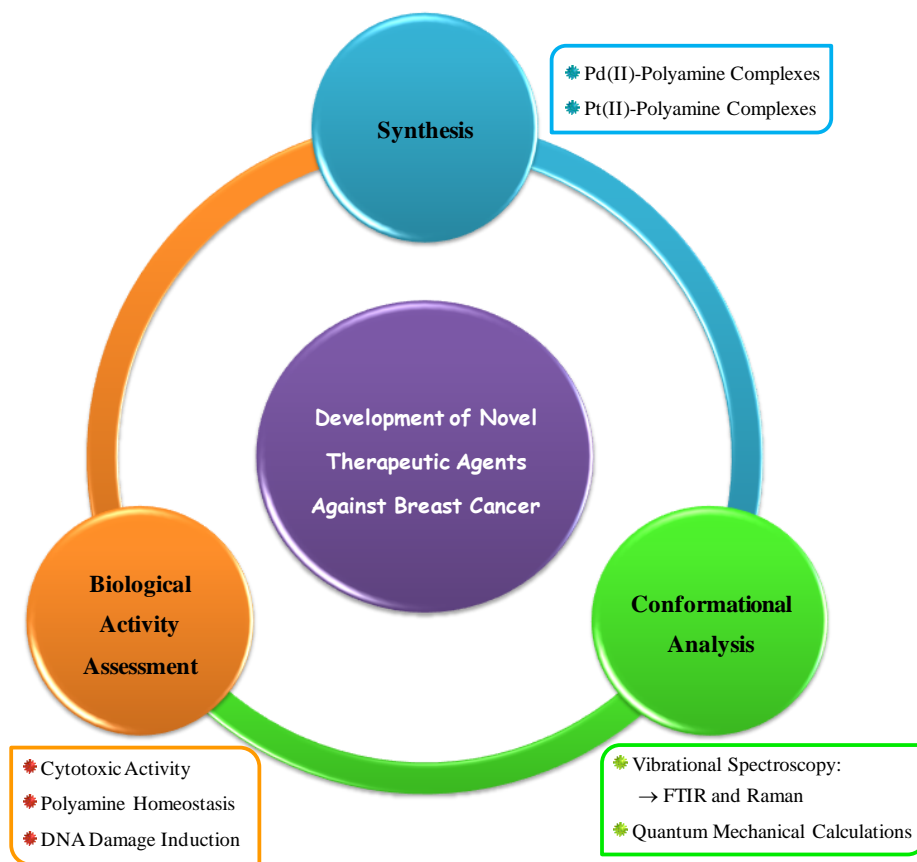 Synthesis
Pd(II)-Polyamine Complexes
Pt(II)-Polyamine Complexes
Development of Novel
Therapeutic Agents
Against Breast Cancer
Biological
Activity
Assessment
Conformational
Analysis
Cytotoxic Activity
Polyamine Homeostasis
DNA Damage Induction
Vibrational Spectroscopy:
→ FTIR and Raman
Quantum Mechanical Calculations